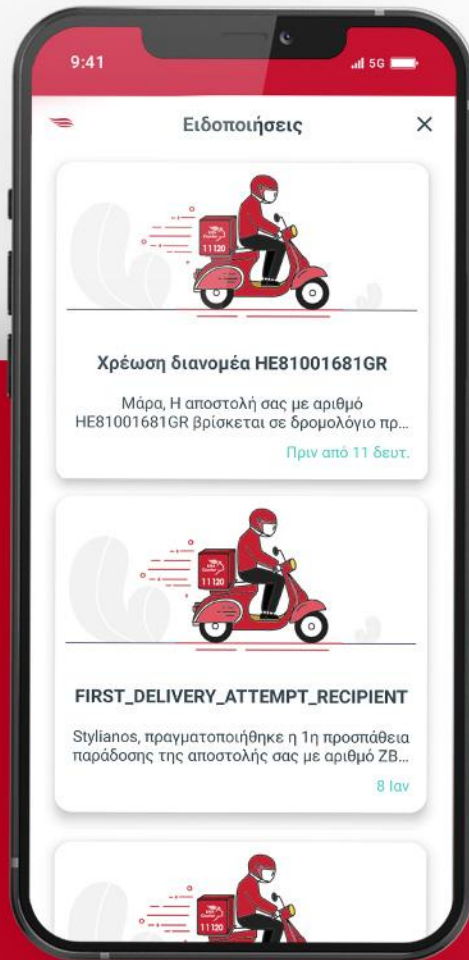 9:41
5G
Ειδοποιήσεις
11120
Χρέωση διανομέα HE81001681GR
Μάρα, Η αποστολή σας με αριθμό
HE81001681GR βρίσκεται σε δρομολόγιο πρ...
Πριν από 11 δευτ.
11120
FIRST_DELIVERY_ATTEMPT_RECIPIENT
Stylianos, πραγματοποιήθηκε η 1η προσπάθεια
παράδοσης της αποστολής σας με αριθμό ZB...
8 Ιαν
11120